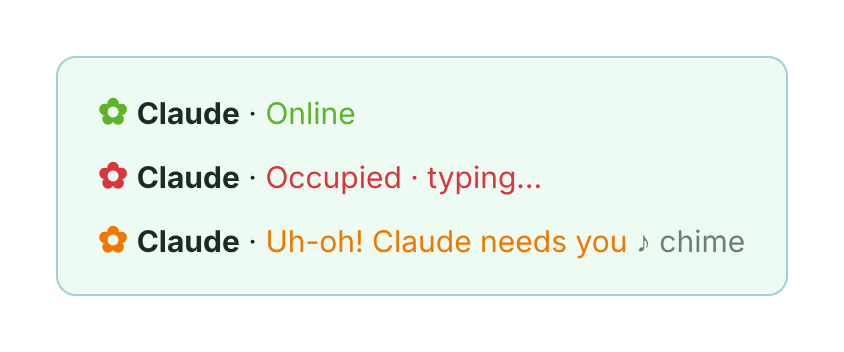 ✿ Claude · Online
✿ Claude · Occupied · typing...
✿ Claude · Uh-oh! Claude needs you ♪ chime